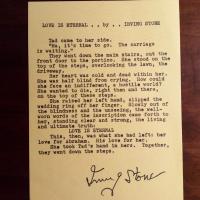 LOVE IS ETERNAL . . by . . IRVING STONE
Tad came to her side.
"Ma, it's time to go. The carriage
is waiting."
They went down the main stairs, out the
front door to the portico. She stood on the
top of the steps, overlooking the lawn, the
driveway.
Her heart was cold and dead within her.
She was half blind from crying. How could
she face an indifferent, a hostile world?
She wanted to die, right then and there,
on the top of these steps.
She raised her left hand, slipped the
wedding ring off her finger. Slowly out of
the blindness and the unseeing, the well-
worn words of the inscription came forth to
her, standing clear and strong, the living
and ultimate truth:
LOVE IS ETERNAL
This, then, was what she had left: her
love for Abraham. His love for her.
She took Tad's hand in hers. Together,
they went down the steps.
Irving Stone